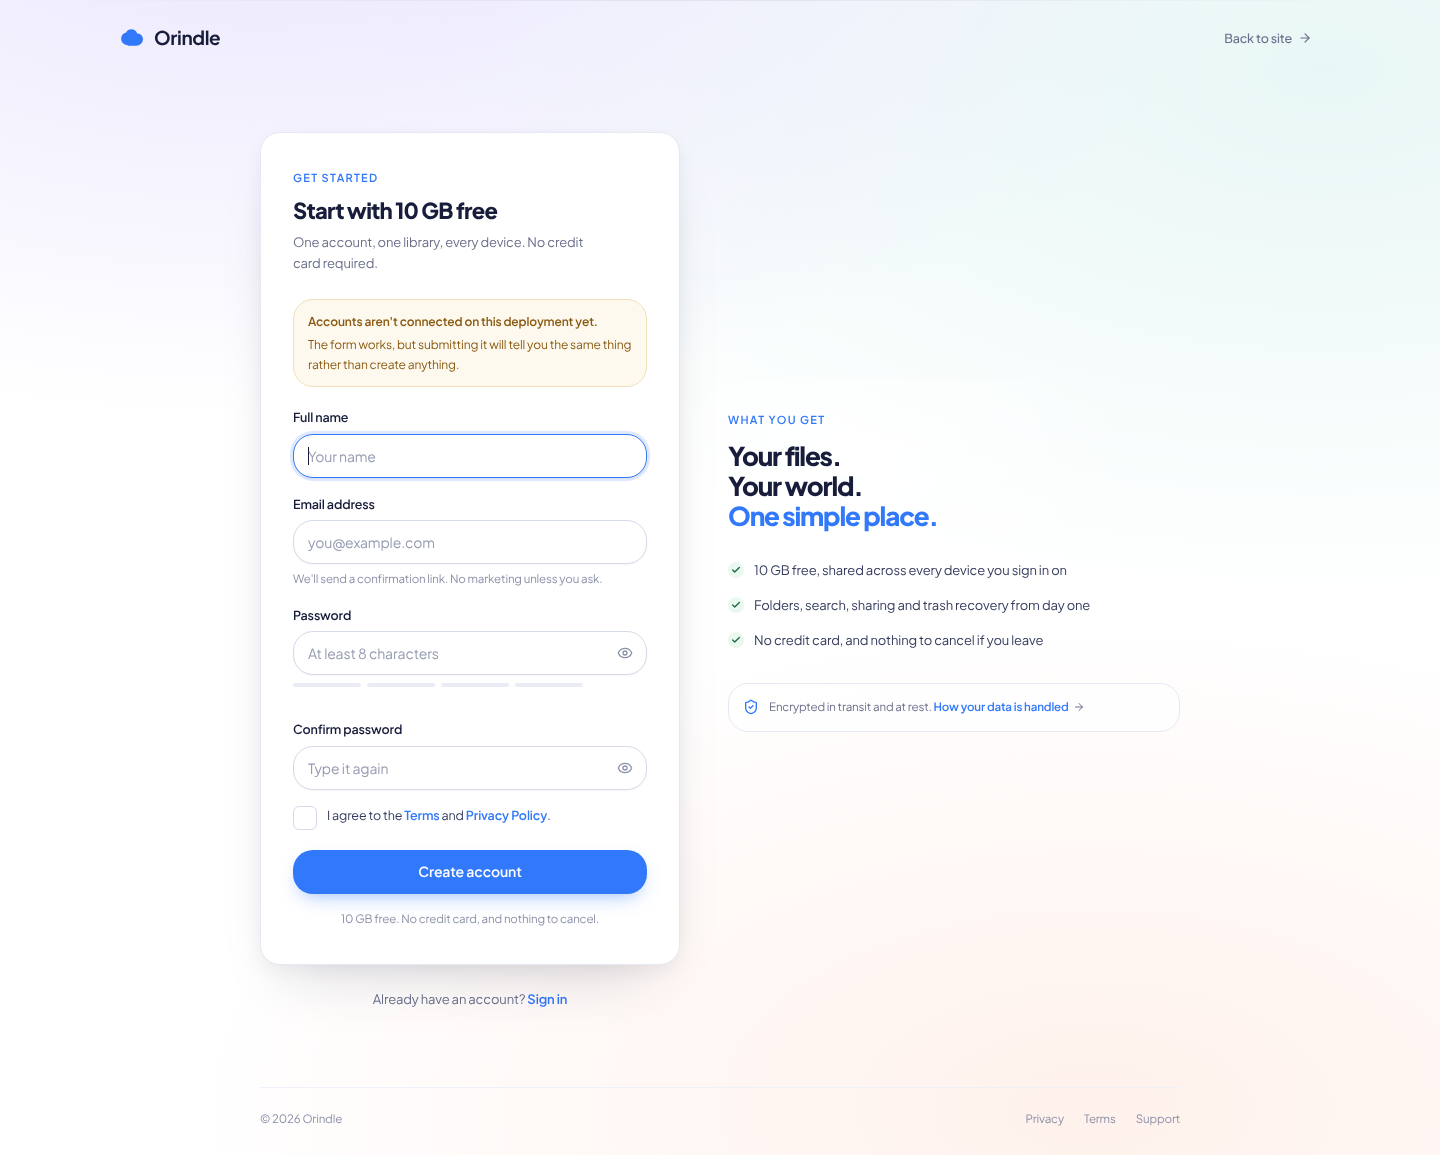 Orindle
Back to site
GET STARTED
Start with 10 GB free
One account, one library, every device. No credit
card required.
Accounts aren't connected on this deployment yet.
The form works, but submitting it will tell you the same thing
rather than create anything.
Full name
Your name
Email address
you@example.com
We'll send a confirmation link. No marketing unless you ask.
Password
At least 8 characters
Confirm password
Type it again
I agree to the Terms and Privacy Policy.
Create account
10 GB free. No credit card, and nothing to cancel.
Already have an account? Sign in
WHAT YOU GET
Your files.
Your world.
One simple place.
10 GB free, shared across every device you sign in on
Folders, search, sharing and trash recovery from day one
No credit card, and nothing to cancel if you leave
Encrypted in transit and at rest. How your data is handled
© 2026 Orindle
Privacy
Terms
Support